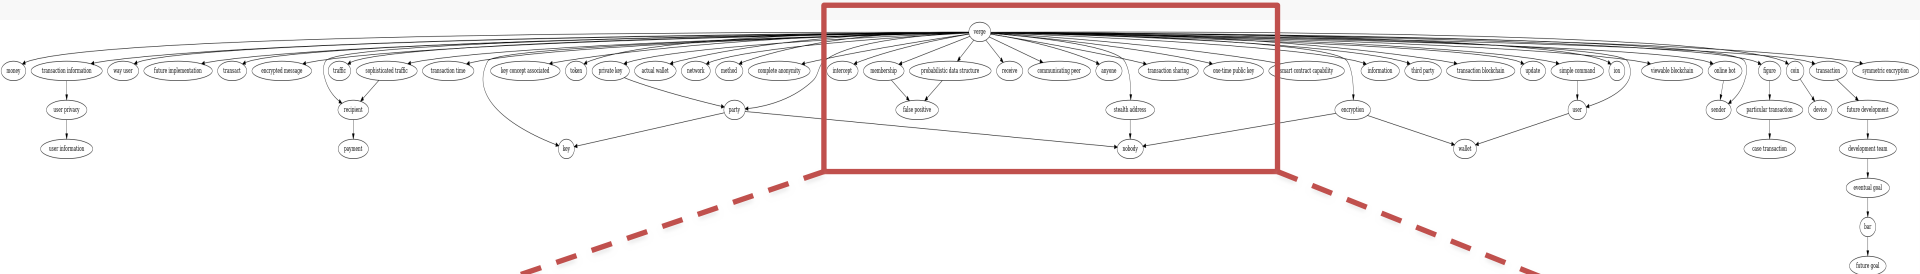 verge
money
transaction information
way user
future implementation
transact
encrypted message
traffic
sophisticated traffic
transaction time
key concept associated
token
private key
actual wallet
network
method
complete anonymity
intercept
membership
probabilistic data structure
receive
communicating peer
anyone
transaction sharing
one-time public key
smart contract capability
information
third party
transaction blockchain
update
simple command
ion
viewable blockchain
online bot
figure
coin
transaction
symmetric encryption
user privacy
recipient
party
false positive
stealth address
encryption
user
sender
particular transaction
device
future development
user information
payment
key
nobody
wallet
case transaction
development team
eventual goal
bar
future goal